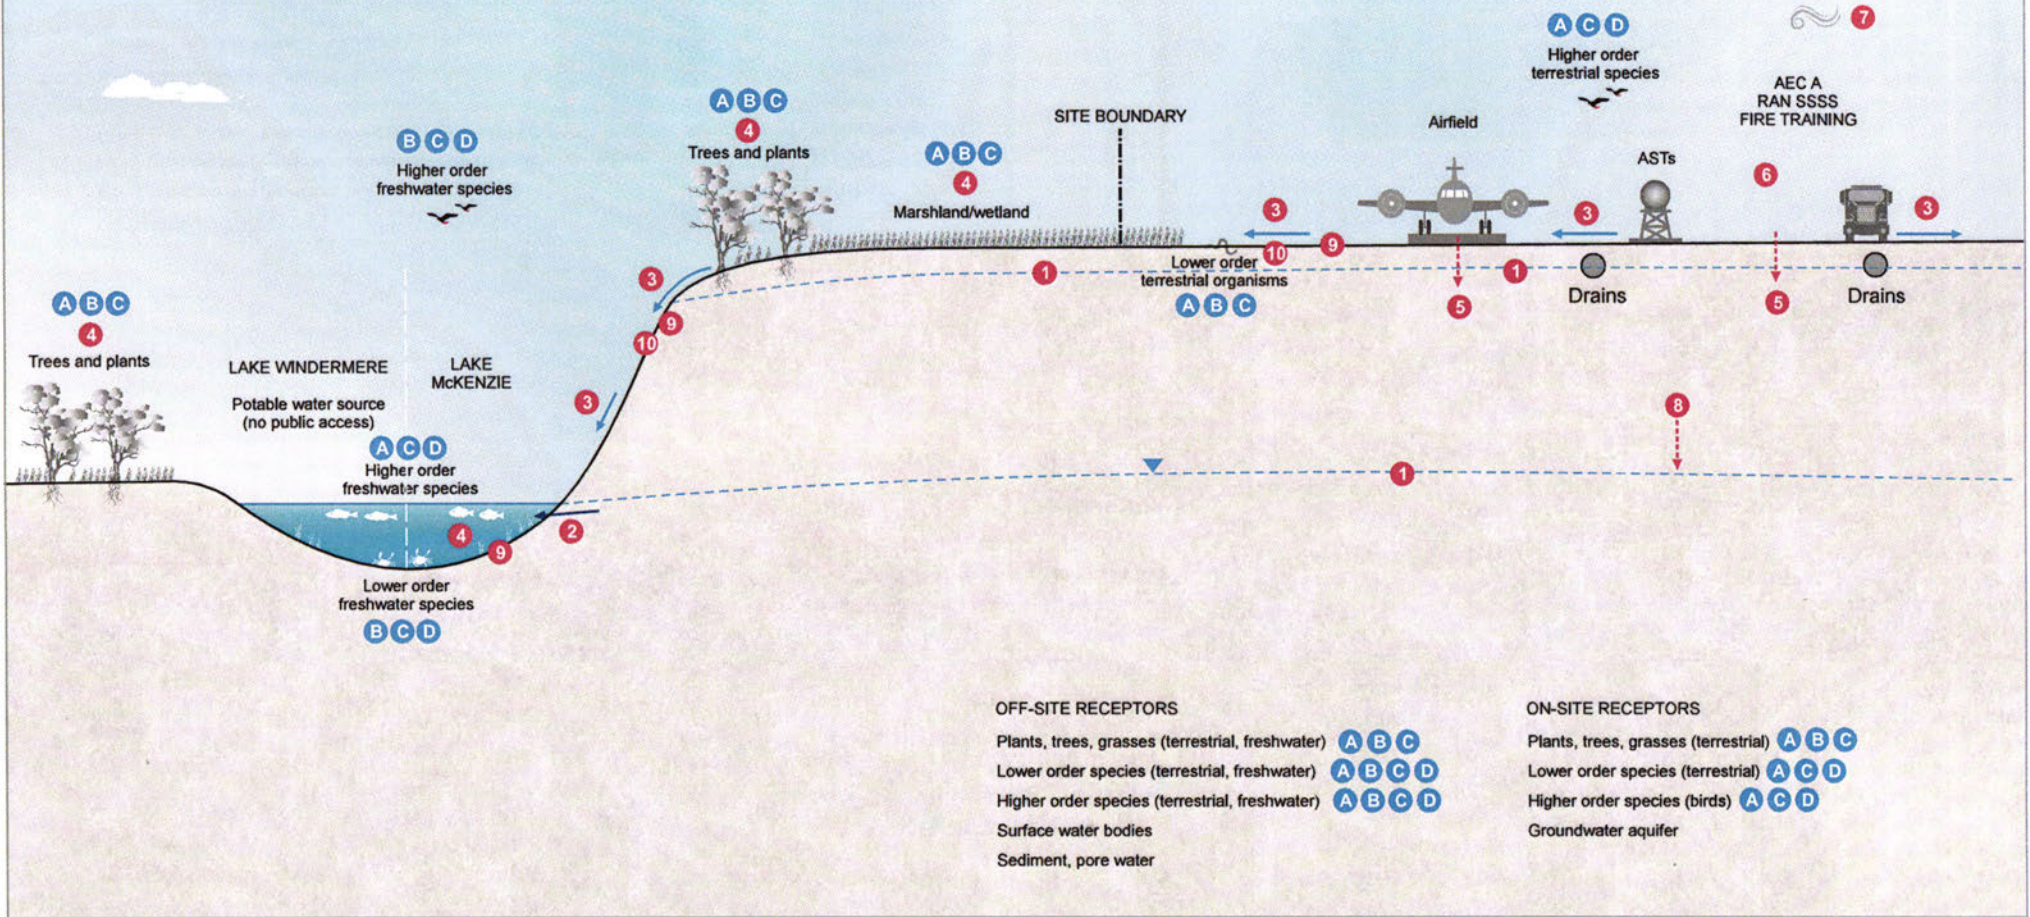 A C D
Higher order
terrestrial species
7
AEC A
RAN SSSS
FIRE TRAINING
A B C
4
Trees and plants
B C D
Higher order
freshwater species
A B C
4
Marshland/wetland
SITE BOUNDARY
Airfield
ASTs
6
3
3
3
10
9
Lower order
terrestrial organisms
A B C
1
1
5
Drains
5
Drains
3
9
10
A B C
4
Trees and plants
LAKE WINDERMERE
Potable water source
(no public access)
LAKE
McKENZIE
3
8
A C D
Higher order
freshwater species
1
4
9
2
Lower order
freshwater species
B C D
OFF-SITE RECEPTORS
Plants, trees, grasses (terrestrial, freshwater) A B C
Lower order species (terrestrial, freshwater) A B C D
Higher order species (terrestrial, freshwater) A B C D
Surface water bodies
Sediment, pore water
ON-SITE RECEPTORS
Plants, trees, grasses (terrestrial) A B C
Lower order species (terrestrial) A C D
Higher order species (birds) A C D
Groundwater aquifer